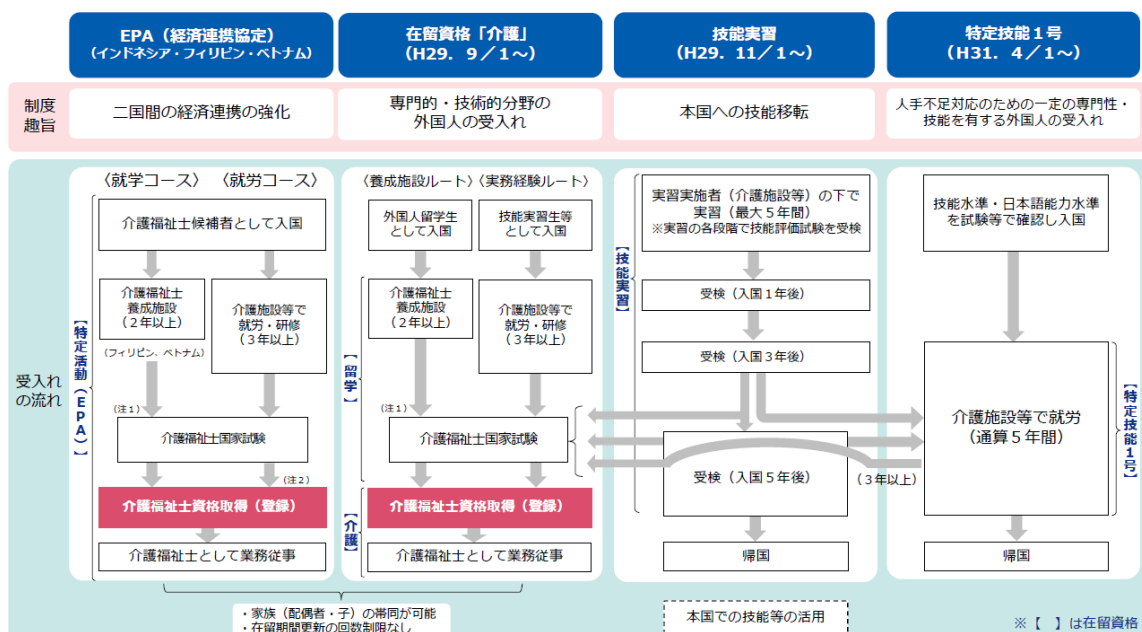 EPA(経済連携協定)
(インドネシア・フィリピン・ベトナム)
在留資格「介護」
(H29.9/1~)
技能実習
(H29.11/1~)
特定技能1号
(H31.4/1~)
制度
趣旨
二国間の経済連携の強化
専門的・技術的分野の
外国人の受入れ
本国への技能移転
人手不足対応のための一定の専門性・
技能を有する外国人の受入れ
受入れ
の流れ
【特定活動(EPA)】
〈就学コース〉
〈就労コース〉
介護福祉士候補者として入国
介護福祉士
養成施設
(2年以上)
(フィリピン、ベトナム)
介護施設等で
就労・研修
(3年以上)
(注1)
介護福祉士国家試験
(注2)
介護福祉士資格取得(登録)
介護福祉士として業務従事
〈養成施設ルート〉
〈実務経験ルート〉
外国人留学生
として入国
技能実習生等
として入国
【留学】
介護福祉士
養成施設
(2年以上)
介護施設等で
就労・研修
(3年以上)
(注1)
介護福祉士国家試験
【介護】
介護福祉士資格取得(登録)
介護福祉士として業務従事
・家族(配偶者・子)の帯同が可能
・在留期間更新の回数制限なし
【技能実習】
実習実施者(介護施設等)の下で
実習(最大5年間)
※実習の各段階で技能評価試験を受検
受検(入国1年後)
受検(入国3年後)
受検(入国5年後)
帰国
本国での技能等の活用
技能水準・日本語能力水準
を試験等で確認し入国
介護施設等で就労
(通算5年間)
(3年以上)
【特定技能1号】
帰国
※【 】は在留資格